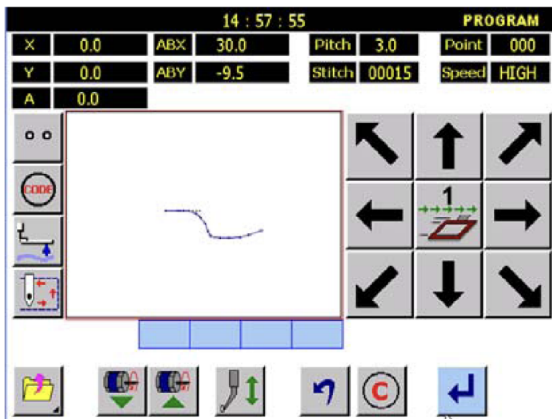 14 : 57 : 55 PROGRAM
X 0.0 ABX 30.0 Pitch 3.0 Point 000
Y 0.0 ABY -9.5 Stitch 00015 Speed HIGH
A 0.0
CODE
1
C